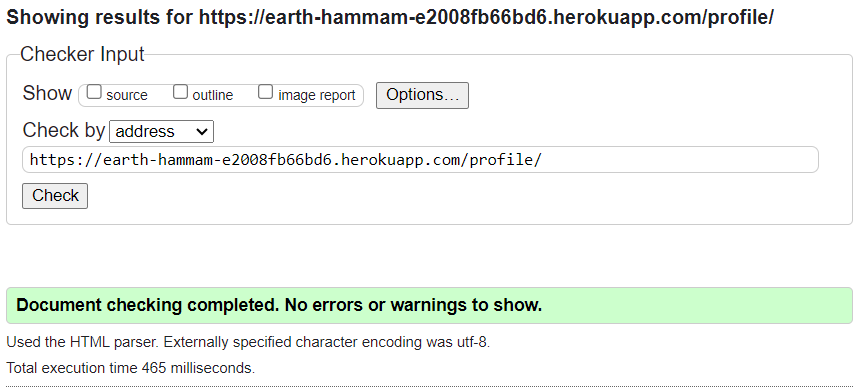 Showing results for https://earth-hammam-e2008fb66bd6.herokuapp.com/profile/
Checker Input
Show source outline image report Options...
Check by address
https://earth-hammam-e2008fb66bd6.herokuapp.com/profile/
Check
Document checking completed. No errors or warnings to show.
Used the HTML parser. Externally specified character encoding was utf-8.
Total execution time 465 milliseconds.